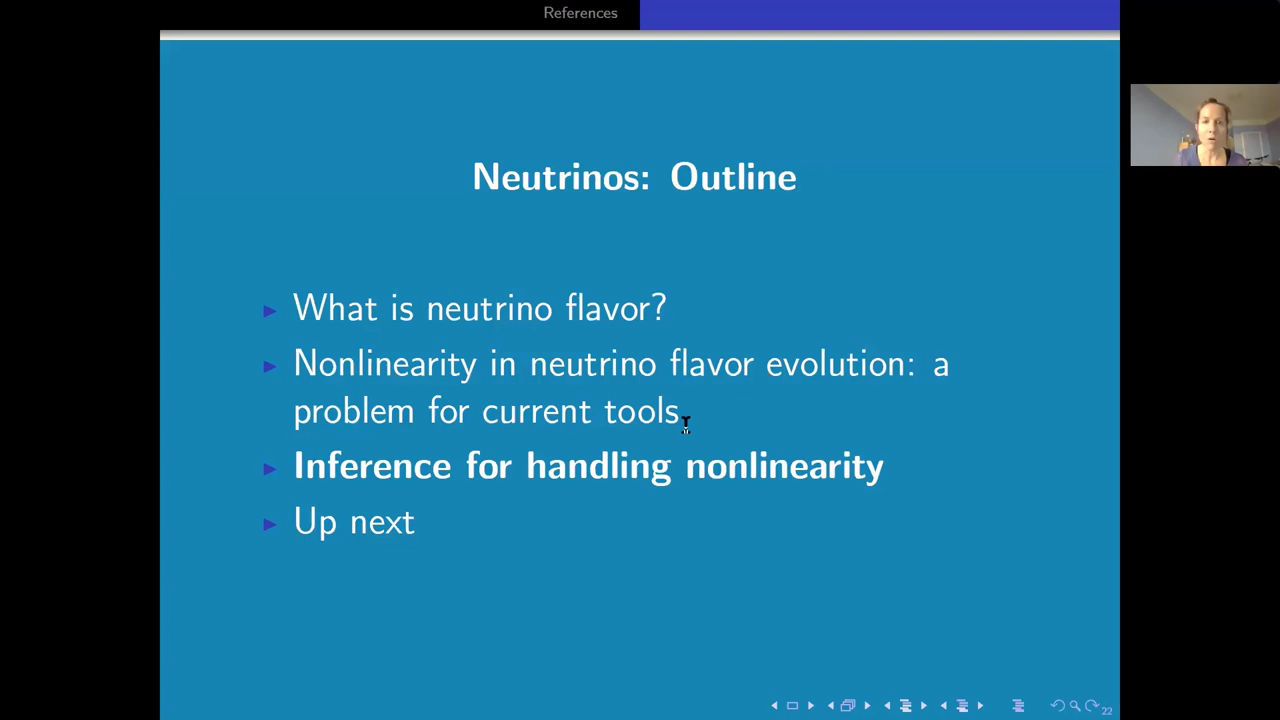 References
Neutrinos: Outline
What is neutrino flavor?
Nonlinearity in neutrino flavor evolution: a
problem for current tools
Inference for handling nonlinearity
Up next
22